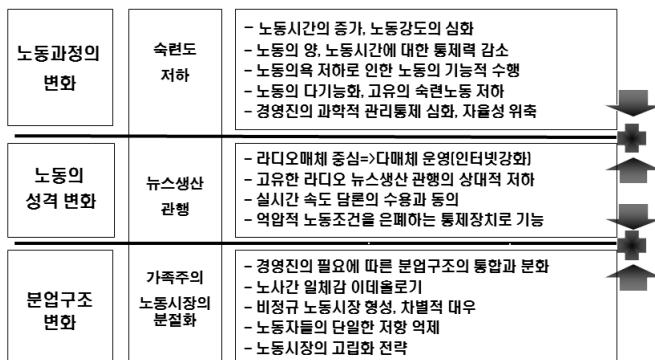 노동과정의
변화
숙련도
저하
– 노동시간의 증가, 노동강도의 심화
– 노동의 양, 노동시간에 대한 통제력 감소
– 노동의욕 저하로 인한 노동의 기능적 수행
– 노동의 다기능화, 고유의 숙련노동 저하
– 경영진의 과학적 관리통제 심화, 자율성 위축
노동의
성격 변화
뉴스생산
관행
– 라디오매체 중심=>다매체 운영(인터넷강화)
– 고유한 라디오 뉴스생산 관행의 상대적 저하
– 실시간 속도 담론의 수용과 동의
– 억압적 노동조건을 은폐하는 통제장치로 기능
분업구조
변화
가족주의
노동시장의
분절화
– 경영진의 필요에 따른 분업구조의 통합과 분화
– 노사간 일체감 이데올로기
– 비정규 노동시장 형성, 차별적 대우
– 노동자들의 단일한 저항 억제
– 노동시장의 고립화 전략